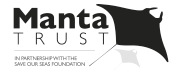 Manta
TRUST
IN PARTNERSHIP WITH THE
SAVE OUR SEAS FOUNDATION